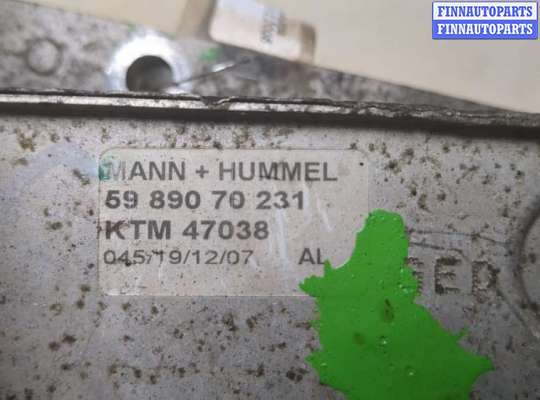 FINNAUTOPARTS
FINNAUTOPARTS
MANN + HUMMEL
59 890 70 231
KTM 47038
045/19/12/07 AL